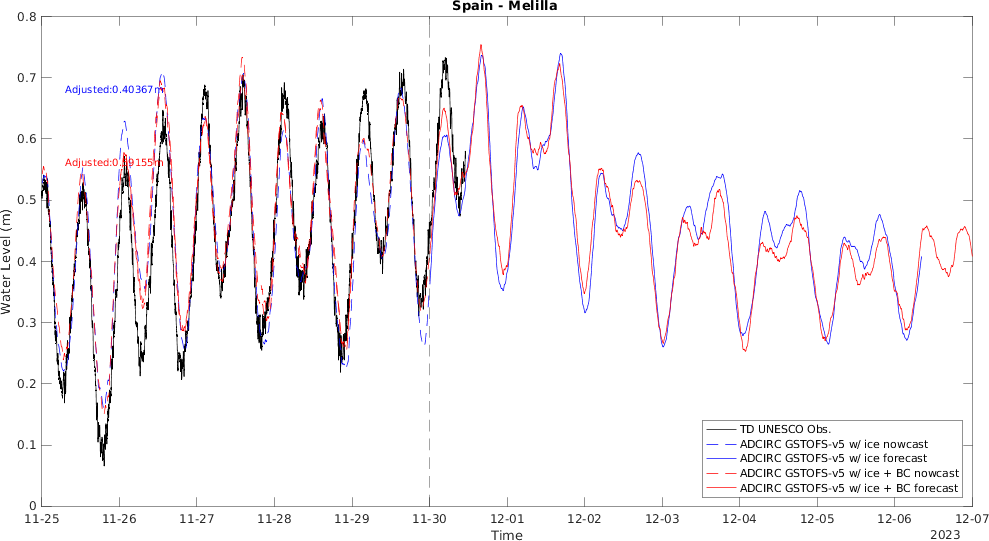 Spain - Melilla
0.8
0.7
0.6
0.5
0.4
0.3
0.2
0.1
0
Water Level (m)
Adjusted:0.40367m
Adjusted:0.39155m
TD UNESCO Obs.
ADCIRC GSTOFS-v5 w/ ice nowcast
ADCIRC GSTOFS-v5 w/ ice forecast
ADCIRC GSTOFS-v5 w/ ice + BC nowcast
ADCIRC GSTOFS-v5 w/ ice + BC forecast
11-25 11-26 11-27 11-28 11-29 11-30 12-01 12-02 12-03 12-04 12-05 12-06 12-07
Time
2023